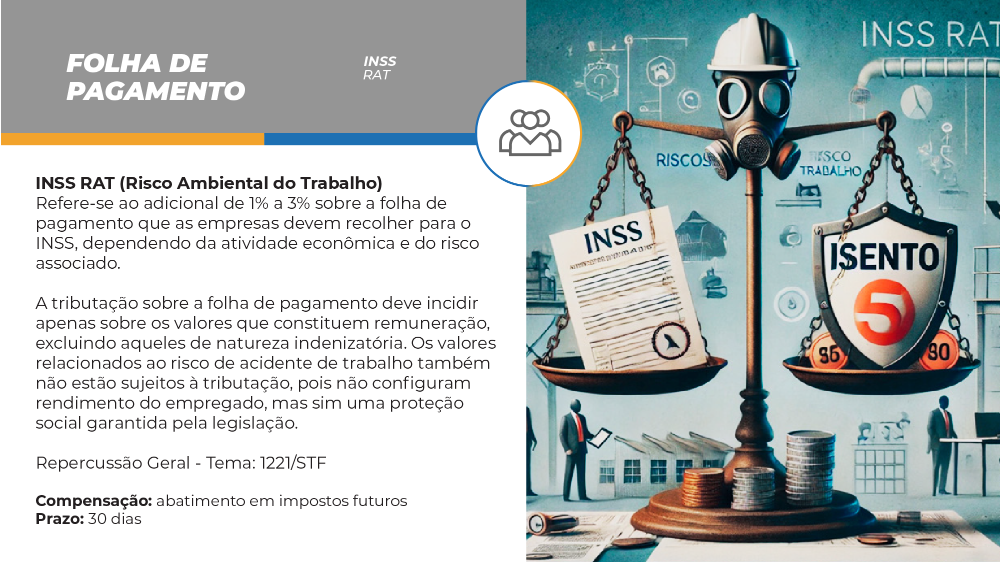 FOLHA DE
PAGAMENTO
INSS
RAT
INSS RAT (Risco Ambiental do Trabalho)
Refere-se ao adicional de 1% a 3% sobre a folha de
pagamento que as empresas devem recolher para o
INSS, dependendo da atividade econômica e do risco
associado.
A tributação sobre a folha de pagamento deve incidir
apenas sobre os valores que constituem remuneração,
excluindo aqueles de natureza indenizatória. Os valores
relacionados ao risco de acidente de trabalho também
não estão sujeitos à tributação, pois não configuram
rendimento do empregado, mas sim uma proteção
social garantida pela legislação.
Repercussão Geral - Tema: 1221/STF
Compensação: abatimento em impostos futuros
Prazo: 30 dias
INSS RAT
RISCOS
RISCO
TRABALHO
INSS
ISENTO
5